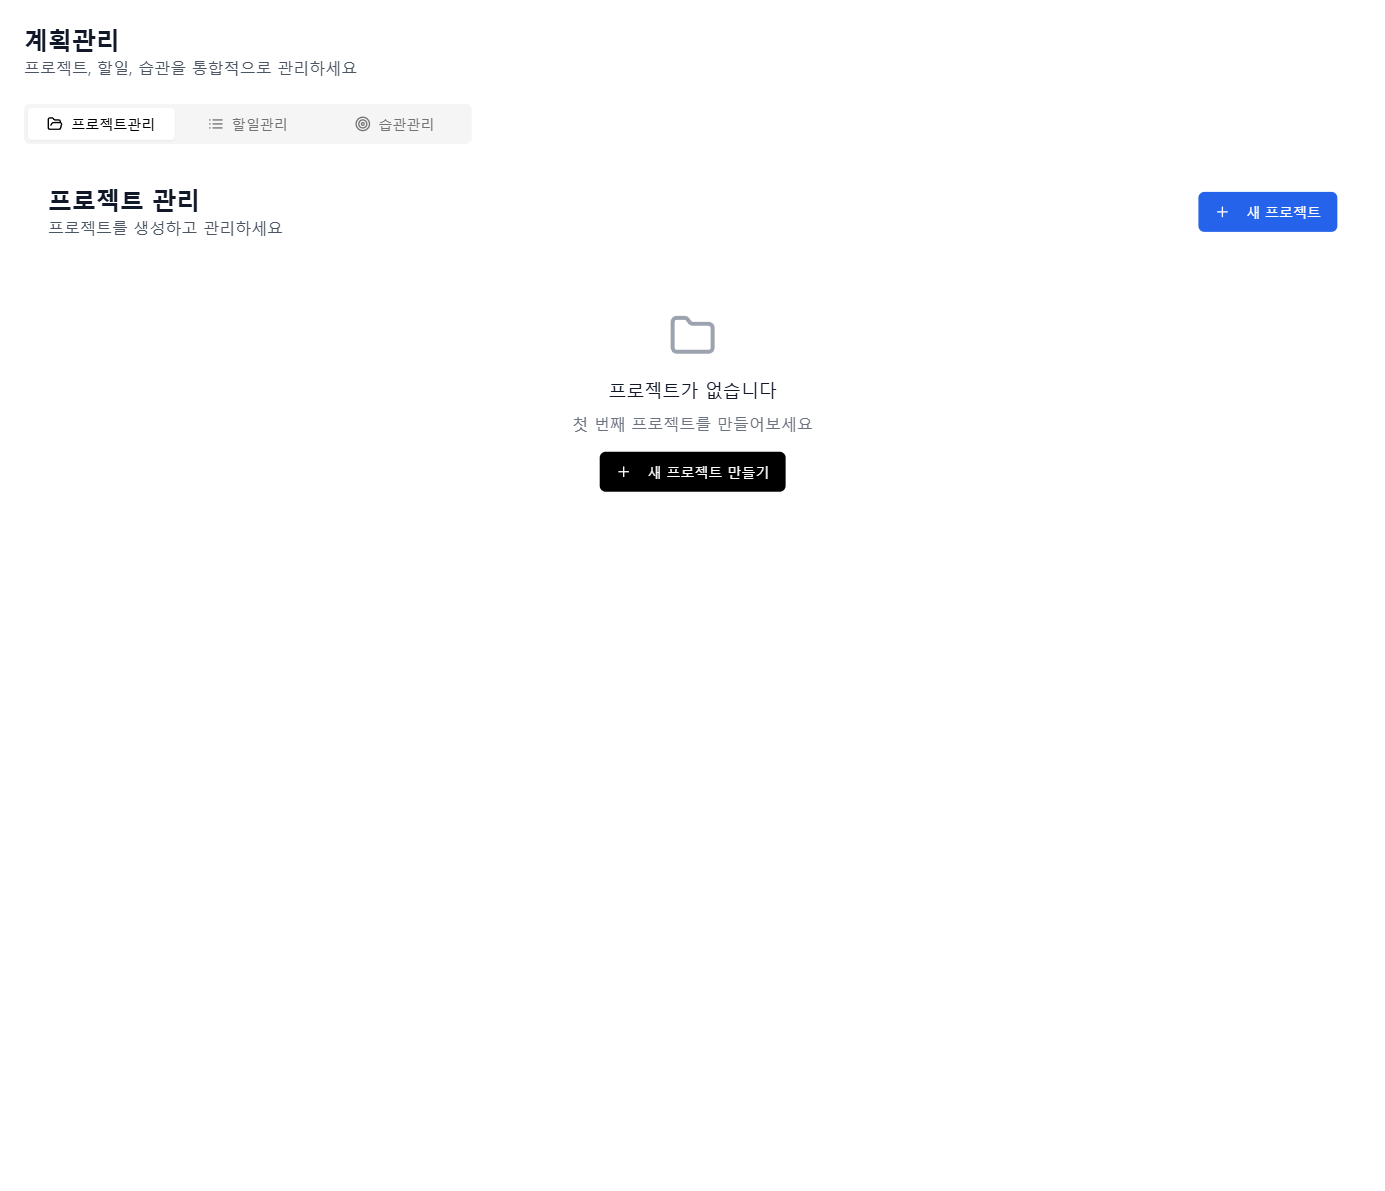 계획관리
프로젝트, 할일, 습관을 통합적으로 관리하세요
프로젝트관리 할일관리 습관관리
프로젝트 관리
프로젝트를 생성하고 관리하세요
+ 새 프로젝트
프로젝트가 없습니다
첫 번째 프로젝트를 만들어보세요
+ 새 프로젝트 만들기